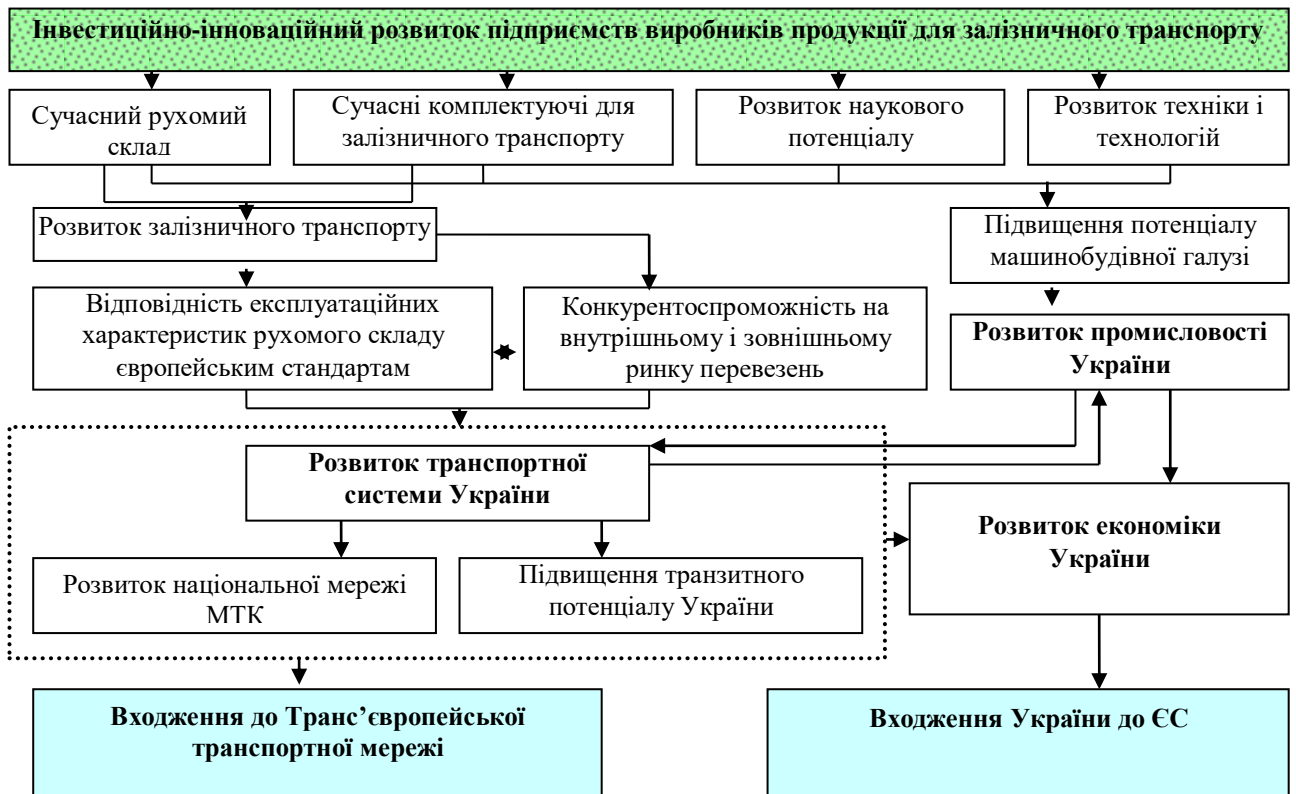 Інвестиційно-інноваційний розвиток підприємств виробників продукції для залізничного транспорту
Сучасний рухомий
склад
Сучасні комплектуючі для
залізничного транспорту
Розвиток наукового
потенціалу
Розвиток техніки і
технологій
Розвиток залізничного транспорту
Підвищення потенціалу
машинобудівної галузі
Відповідність експлуатаційних
характеристик рухомого складу
європейським стандартам
Конкурентоспроможність на
внутрішньому і зовнішньому
ринку перевезень
Розвиток промисловості
України
Розвиток транспортної
системи України
Розвиток економіки
України
Розвиток національної мережі
МТК
Підвищення транзитного
потенціалу України
Входження до Транс’європейської
транспортної мережі
Входження України до ЄС